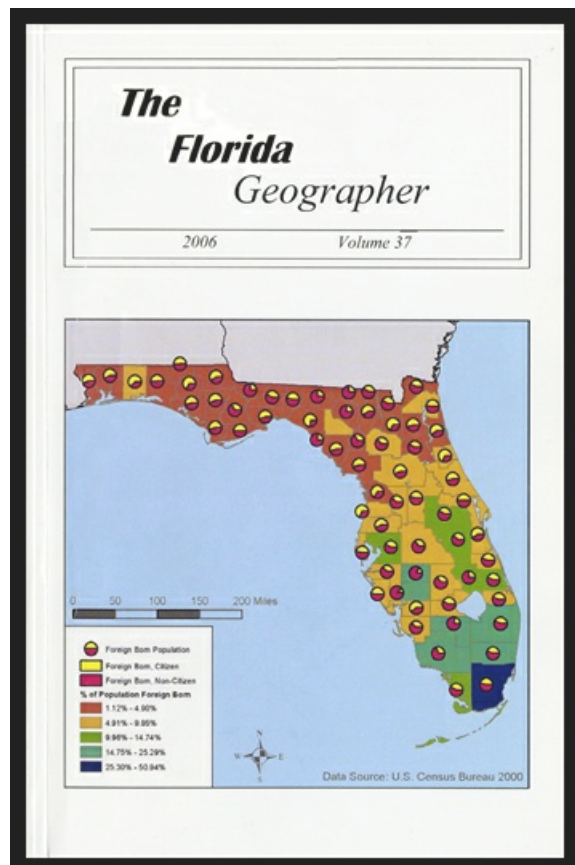 The
Florida
Geographer
2006 Volume 37
0 50 100 200 Miles
Foreign Born Population
Foreign Born, Citizen
Foreign Born, Non-Citizen
% of Population Foreign Born
1.12% - 4.90%
4.91% - 9.95%
9.96% - 14.74%
14.75% - 25.29%
25.30% - 50.94%
N
W E
S
Data Source: U.S. Census Bureau 2000